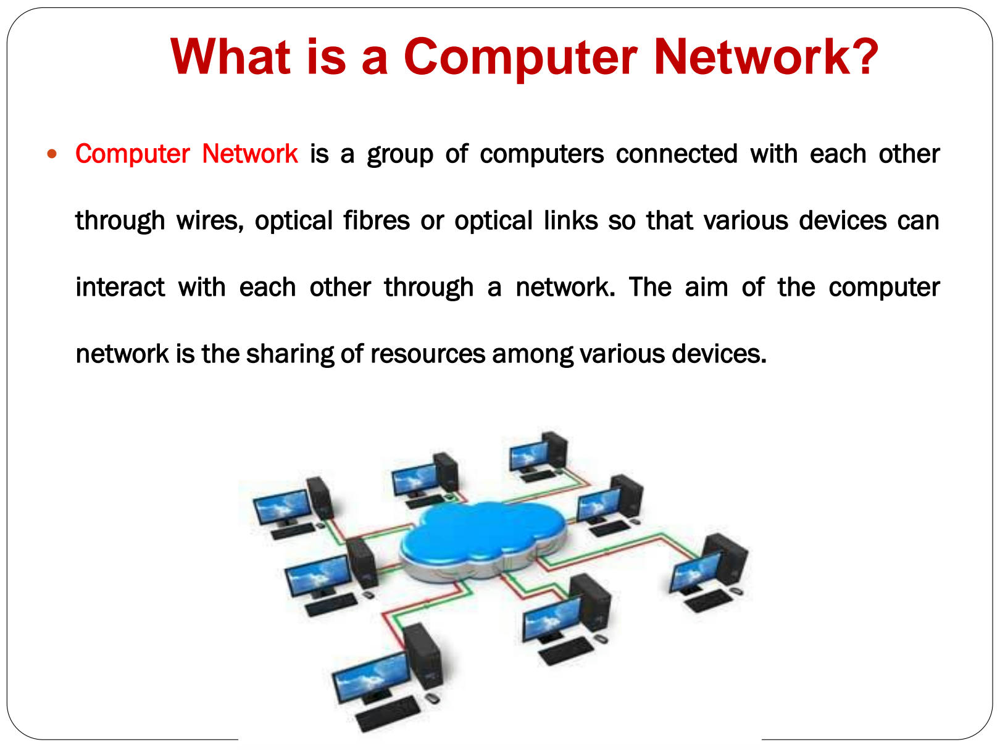 What is a Computer Network?
• Computer Network is a group of computers connected with each other
through wires, optical fibres or optical links so that various devices can
interact with each other through a network. The aim of the computer
network is the sharing of resources among various devices.